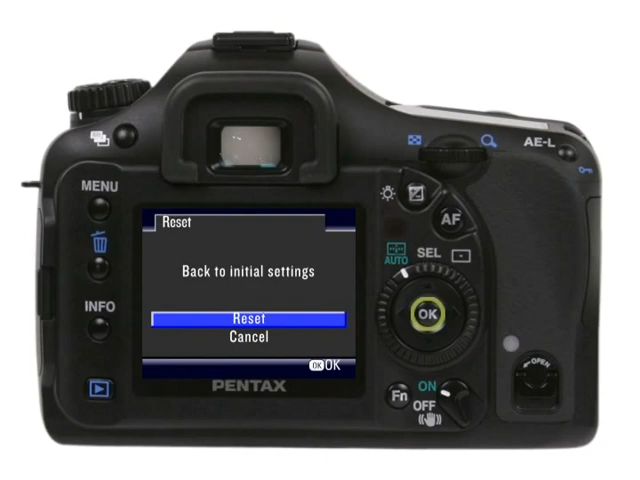 AE-L
MENU
AF
Reset
AUTO
SEL
Back to initial settings
INFO
OK
Reset
Cancel
OK OK
PENTAX
Fn
ON
OFF
OPEN